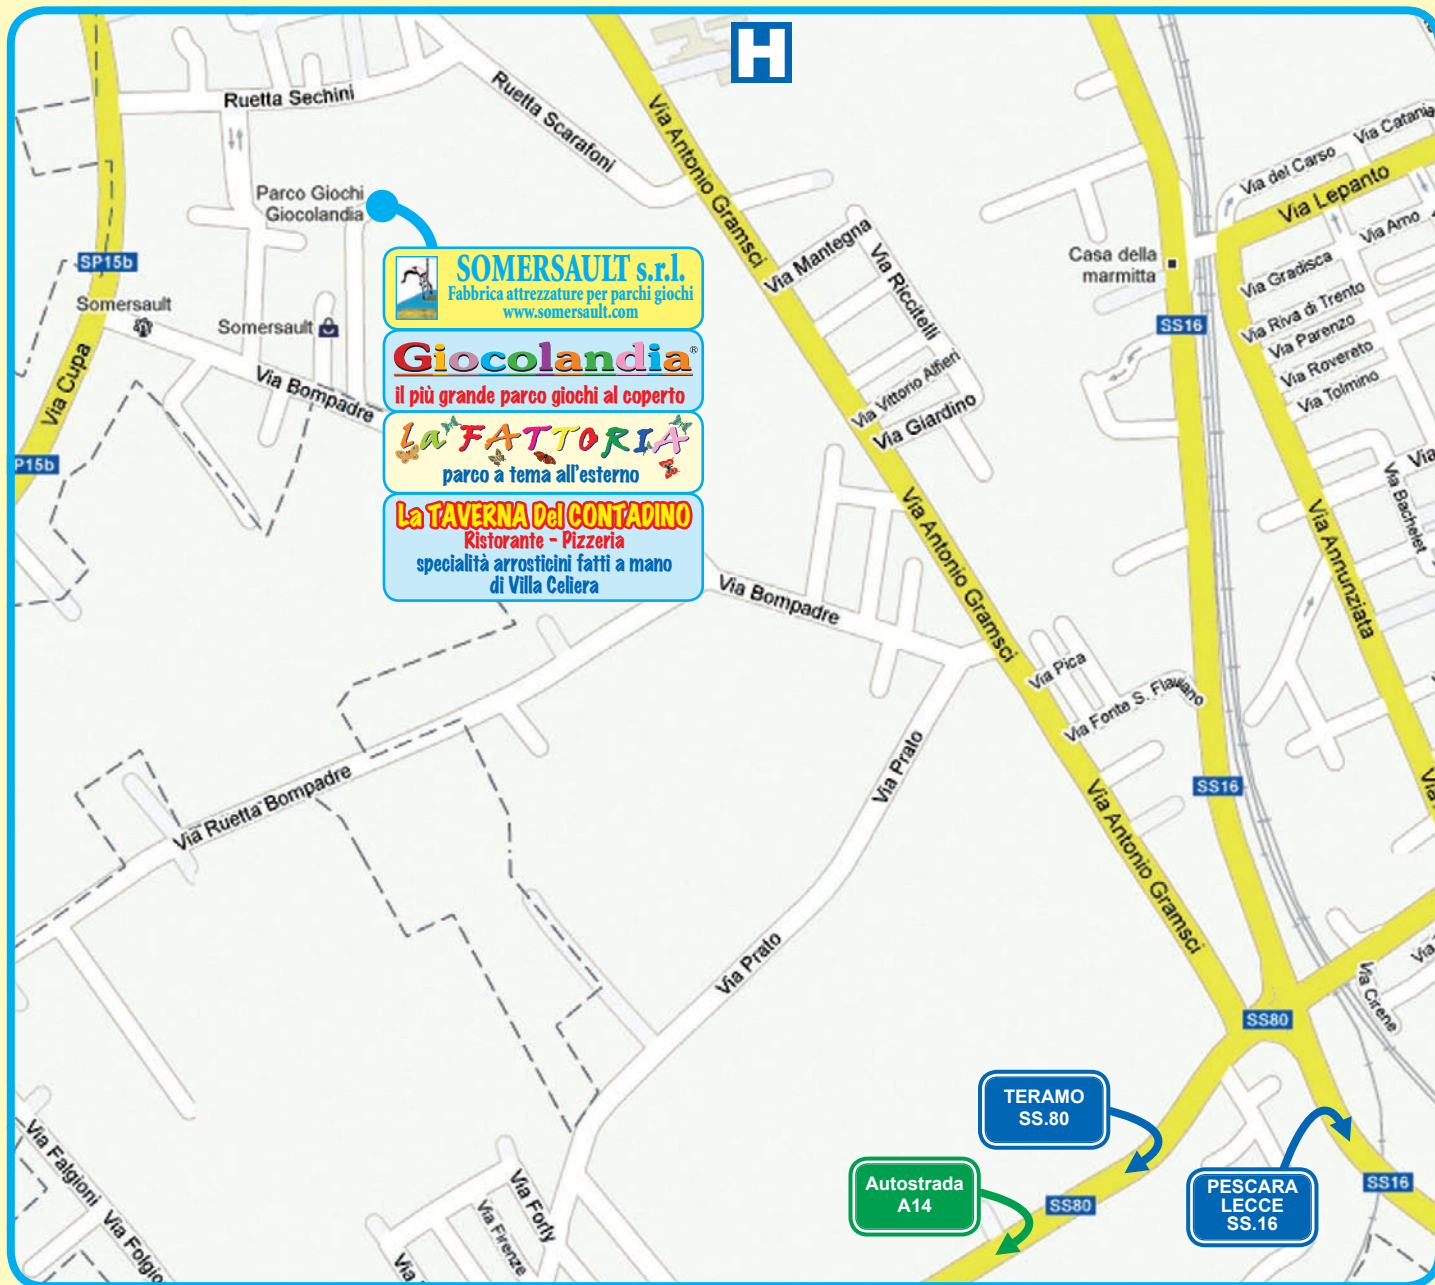 H
Ruetta Sechini
Ruetta Scarafoni
Via Antonio Gramsci
Via Catania
Via del Carso
Via Lepanto
Via Arno
Parco Giochi
Giocolandia
Via Mantegna
Via Riccitelli
Casa della
marmitta
Via Gradisca
SP15b
SOMERSAULT s.r.l.
Fabbrica attrezzature per parchi giochi
www.somersault.com
Somersault
Somersault
SS16
Via Riva di Trento
Via Parenzo
Via Rovereto
Via Tolmino
Via Cupa
Via Bompadre
Giocolandia®
il più grande parco giochi al coperto
Via Vittorio Alfieri
Via Giardino
La FATTORIA
parco a tema all'esterno
P15b
Via
Via Bachelet
La TAVERNA Del CONTADINO
Ristorante - Pizzeria
specialità arrosticini fatti a mano
di Villa Celiera
Via Antonio Gramsci
Via Annunziata
Via Bompadre
Via Pica
Via Fonte S. Flaviano
Via Prato
SS16
Via Ruetta Bompadre
Via Antonio Gramsci
Via
Via Prato
Via
Via Cirene
SS80
TERAMO
SS.80
Autostrada
A14
SS80
PESCARA
LECCE
SS.16
SS16
Via Falgioni
Via Folgio
Via Forly
Via Firenze
Via